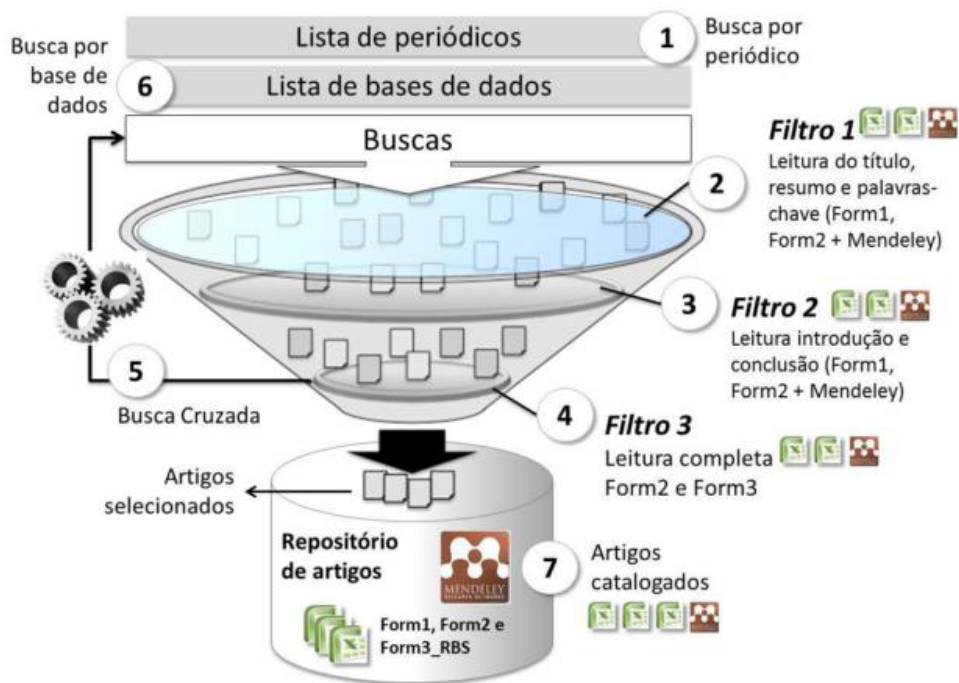 Lista de periódicos
1
Busca por
periódico
Busca por
base de
dados
6
Lista de bases de dados
Buscas
2
Filtro 1
Leitura do título,
resumo e palavras-
chave (Form1,
Form2 + Mendeley)
3
Filtro 2
Leitura introdução e
conclusão (Form1,
Form2 + Mendeley)
5
Busca Cruzada
4
Filtro 3
Leitura completa
Form2 e Form3
Artigos
selecionados
Repositório
de artigos
MENDELEY
7
Artigos
catalogados
Form1, Form2 e
Form3_RBS